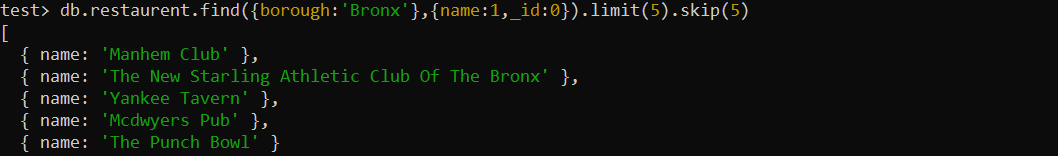 test> db.restaurent.find({borough:'Bronx'},{name:1,_id:0}).limit(5).skip(5)
[
  { name: 'Manhem Club' },
  { name: 'The New Starling Athletic Club Of The Bronx' },
  { name: 'Yankee Tavern' },
  { name: 'Mcdwyers Pub' },
  { name: 'The Punch Bowl' }